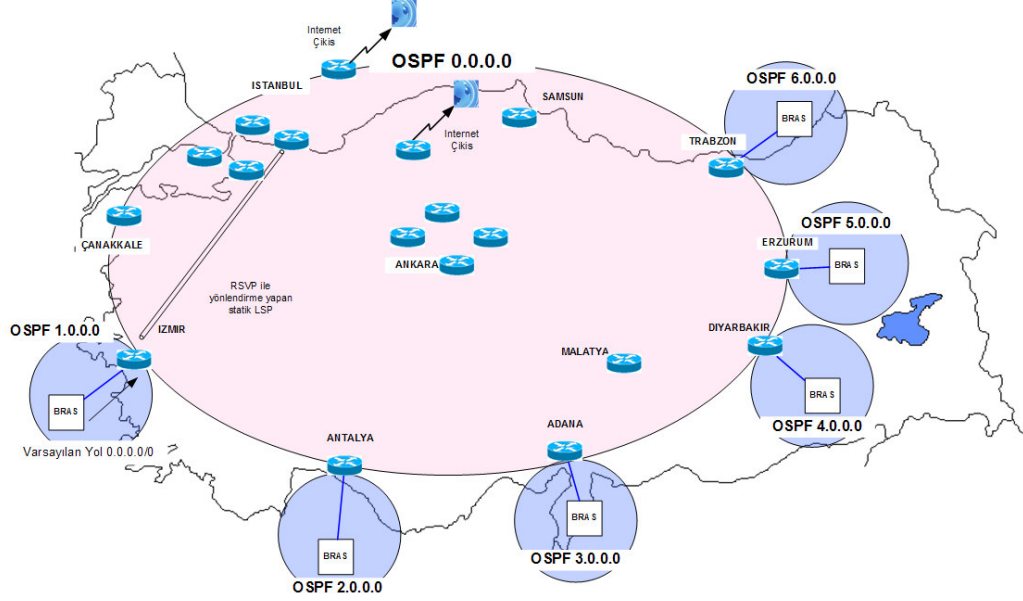 Internet
Çikis
OSPF 0.0.0.0
ISTANBUL
OSPF 6.0.0.0
SAMSUN
BRAS
Internet
Çikis
TRABZON
ÇANAKKALE
OSPF 5.0.0.0
ERZURUM
ANKARA
BRAS
RSVP ile
yönlendirme yapan
statik LSP
OSPF 1.0.0.0
IZMIR
DIYARBAKIR
MALATYA
BRAS
BRAS
OSPF 4.0.0.0
Varsayılan Yol 0.0.0.0/0
ANTALYA
ADANA
BRAS
BRAS
OSPF 3.0.0.0
OSPF 2.0.0.0